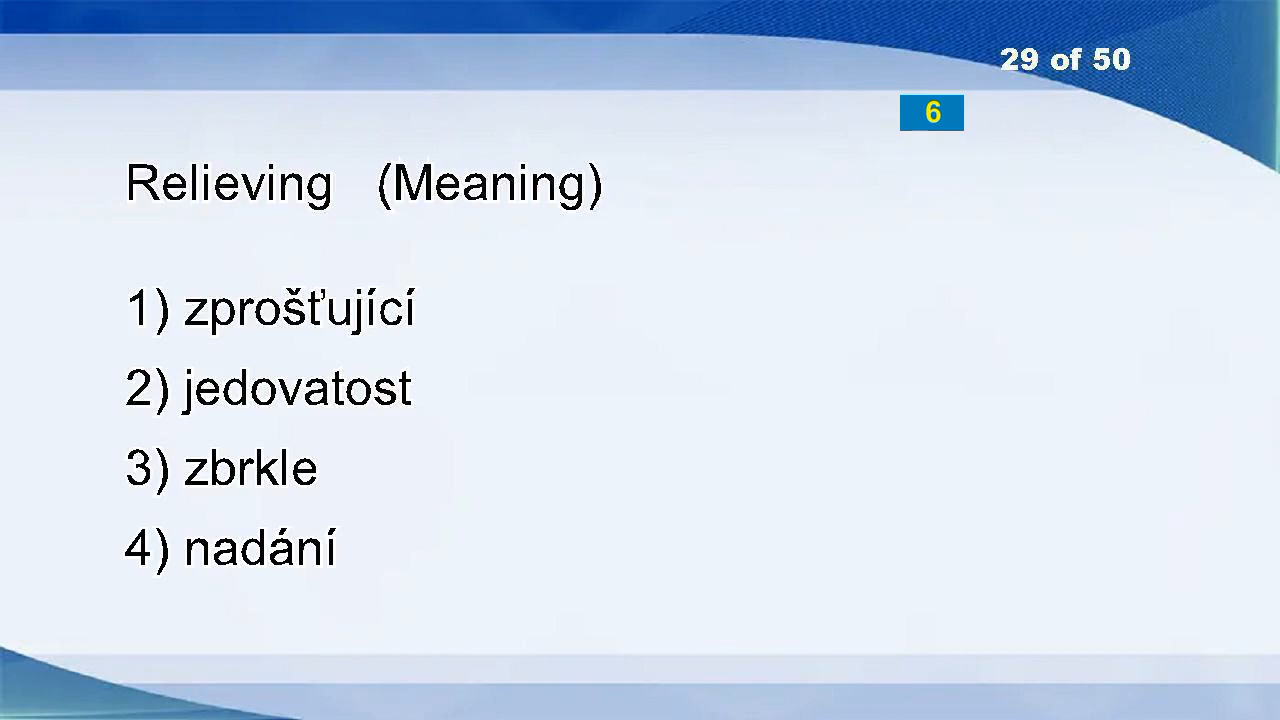 29 of 50
6
Relieving (Meaning)
1) zprošťující
2) jedovatost
3) zbrkle
4) nadání